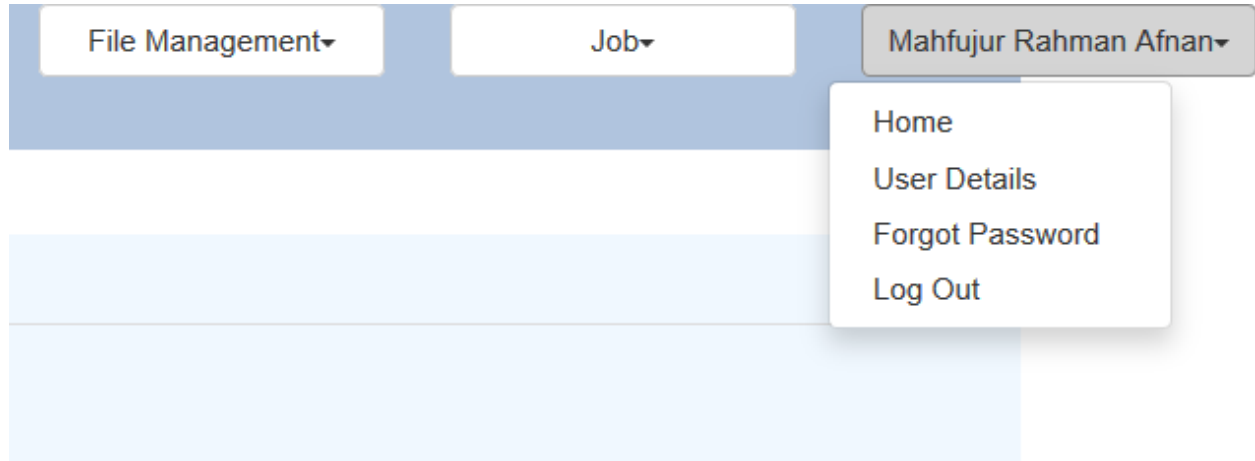 File Management
Job
Mahfujur Rahman Afnan
Home
User Details
Forgot Password
Log Out